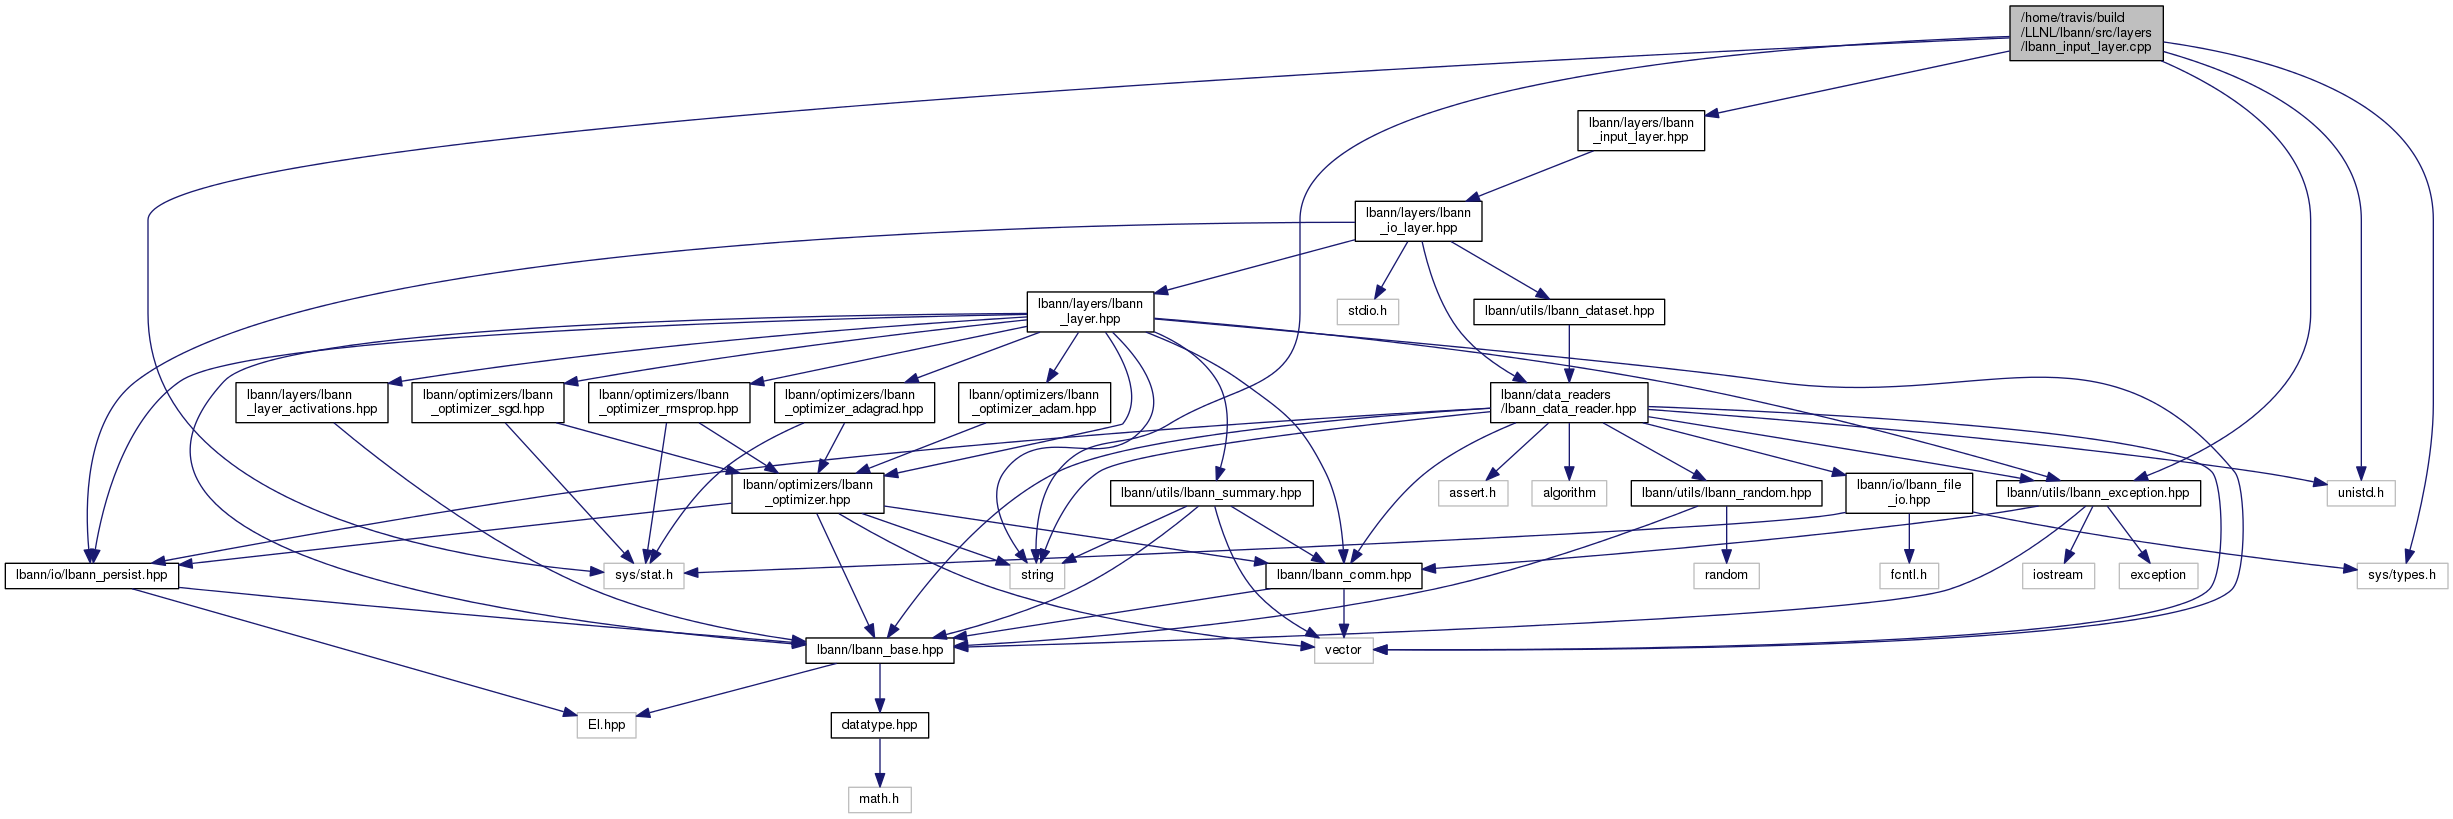 /home/travis/build
/LLNL/lbann/src/layers
/lbann_input_layer.cpp
lbann/layers/lbann
_input_layer.hpp
lbann/layers/lbann
_io_layer.hpp
lbann/layers/lbann
_layer.hpp
stdio.h
lbann/utils/lbann_dataset.hpp
lbann/layers/lbann
_layer_activations.hpp
lbann/optimizers/lbann
_optimizer_sgd.hpp
lbann/optimizers/lbann
_optimizer_rmsprop.hpp
lbann/optimizers/lbann
_optimizer_adagrad.hpp
lbann/optimizers/lbann
_optimizer_adam.hpp
lbann/data_readers
/lbann_data_reader.hpp
lbann/optimizers/lbann
_optimizer.hpp
lbann/utils/lbann_summary.hpp
assert.h
algorithm
lbann/utils/lbann_random.hpp
lbann/io/lbann_file
_io.hpp
lbann/utils/lbann_exception.hpp
unistd.h
lbann/io/lbann_persist.hpp
sys/stat.h
string
lbann/lbann_comm.hpp
random
fcntl.h
iostream
exception
sys/types.h
lbann/lbann_base.hpp
vector
El.hpp
datatype.hpp
math.h